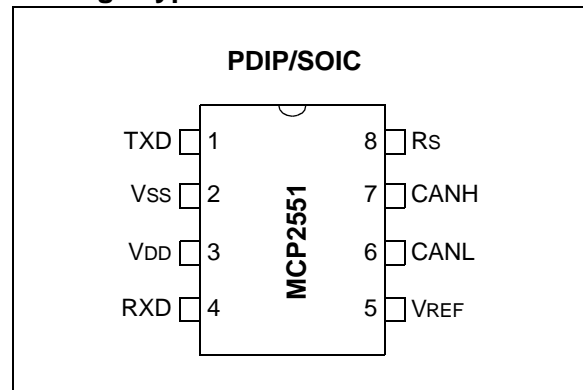 PDIP/SOIC
TXD 1 8 RS
VSS 2 7 CANH
VDD 3 6 CANL
RXD 4 5 VREF
MCP2551